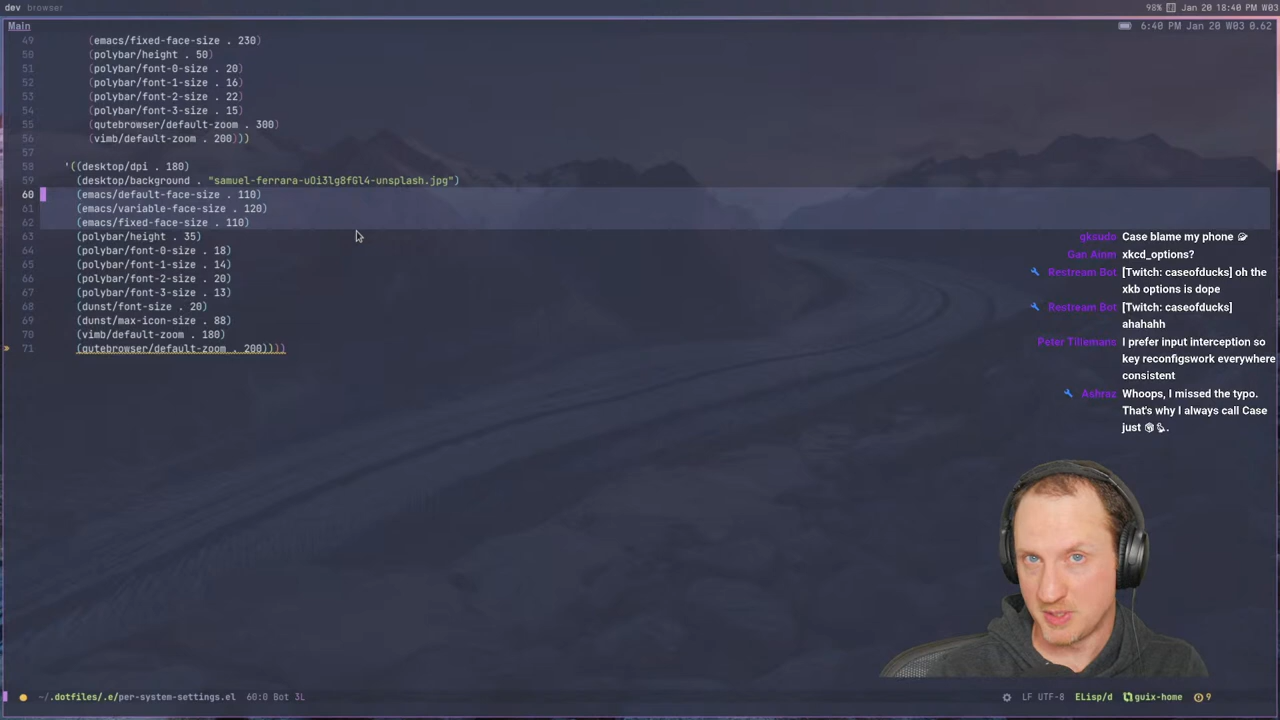 dev browser
98% Jan 20 18:40 PM W03
Main
6:40 PM Jan 20 W03 0.62
49 (emacs/fixed-face-size . 230)
50 (polybar/height . 50)
51 (polybar/font-0-size . 20)
52 (polybar/font-1-size . 16)
53 (polybar/font-2-size . 22)
54 (polybar/font-3-size . 15)
55 (qutebrowser/default-zoom . 300)
56 (vimb/default-zoom . 200)))
57
58 '((desktop/dpi . 180)
59 (desktop/background . "samuel-ferrara-uOi3lg8fGl4-unsplash.jpg")
60 (emacs/default-face-size . 110)
61 (emacs/variable-face-size . 120)
62 (emacs/fixed-face-size . 110)
63 (polybar/height . 35)
64 (polybar/font-0-size . 18)
65 (polybar/font-1-size . 14)
66 (polybar/font-2-size . 20)
67 (polybar/font-3-size . 13)
68 (dunst/font-size . 20)
69 (dunst/max-icon-size . 88)
70 (vimb/default-zoom . 180)
71 (qutebrowser/default-zoom . 200))))
gksudo Case blame my phone
Gan Ainm xkcd_options?
Restream Bot [Twitch: caseofducks] oh the
xkb options is dope
Restream Bot [Twitch: caseofducks]
ahahahh
Peter Tillemans I prefer input interception so
key reconfigswork everywhere
consistent
Ashraz Whoops, I missed the typo.
That's why I always call Case
just 📦🦆.
~/.dotfiles/.e/per-system-settings.el 60:0 Bot 3L
LF UTF-8 ELisp/d guix-home 9